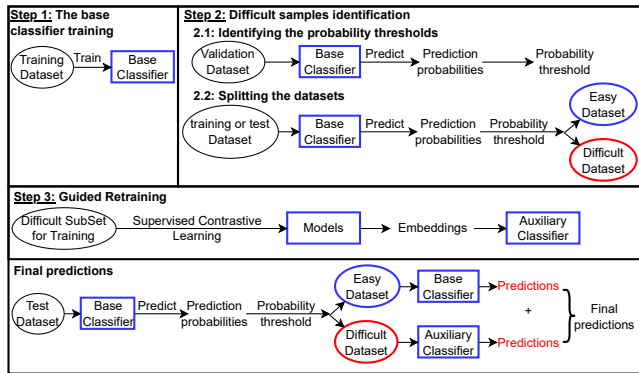 Step 1: The base
classifier training
Training
Dataset
Train
Base
Classifier
Step 2: Difficult samples identification
2.1: Identifying the probability thresholds
Validation
Dataset
Base
Classifier
Predict
Prediction
probabilities
Probability
threshold
2.2: Splitting the datasets
training or test
Dataset
Base
Classifier
Predict
Prediction
probabilities
Probability
threshold
Easy
Dataset
Difficult
Dataset
Step 3: Guided Retraining
Difficult SubSet
for Training
Supervised Contrastive
Learning
Models
Embeddings
Auxiliary
Classifier
Final predictions
Test
Dataset
Base
Classifier
Predict
Prediction
probabilities
Probability
threshold
Easy
Dataset
Base
Classifier
Predictions
+
Difficult
Dataset
Auxiliary
Classifier
Predictions
Final
predictions